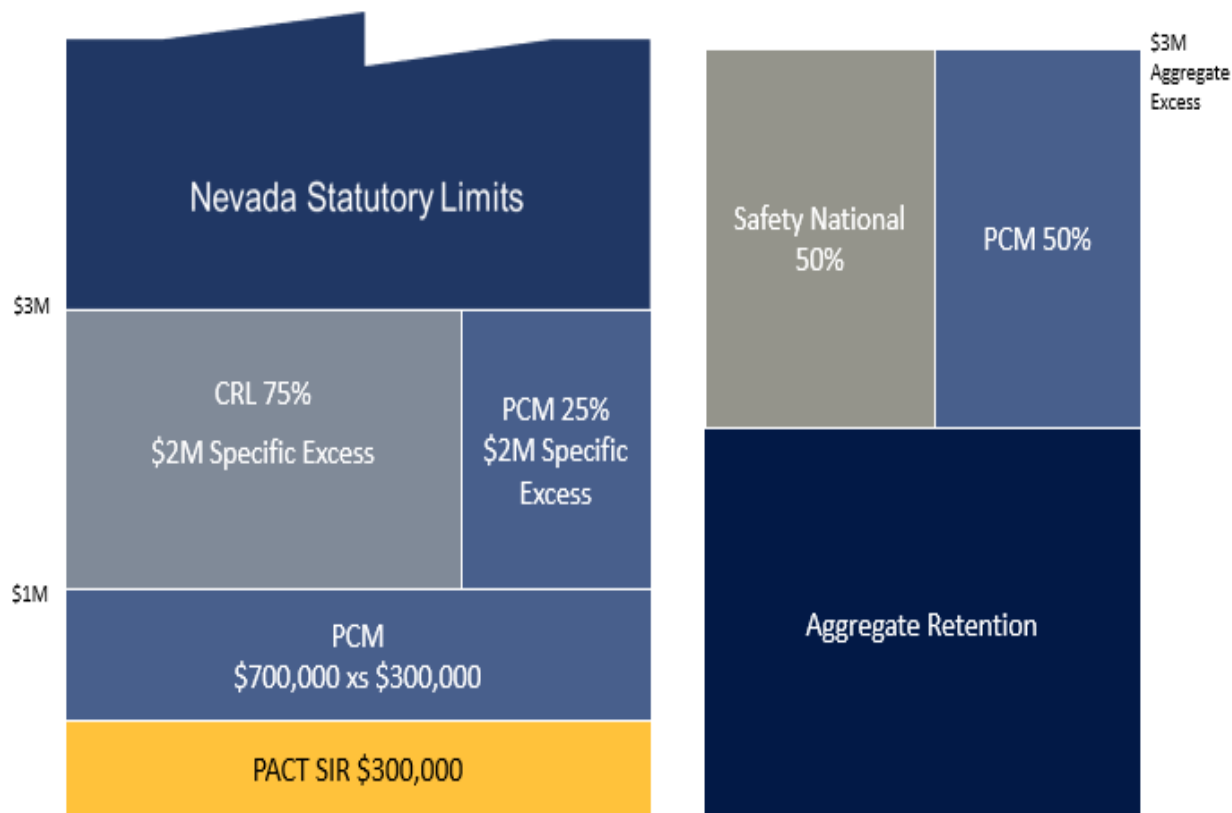 Nevada Statutory Limits
$3M
CRL 75%
$2M Specific Excess
PCM 25%
$2M Specific
Excess
$1M
PCM
$700,000 xs $300,000
PACT SIR $300,000
$3M
Aggregate
Excess
Safety National
50%
PCM 50%
Aggregate Retention